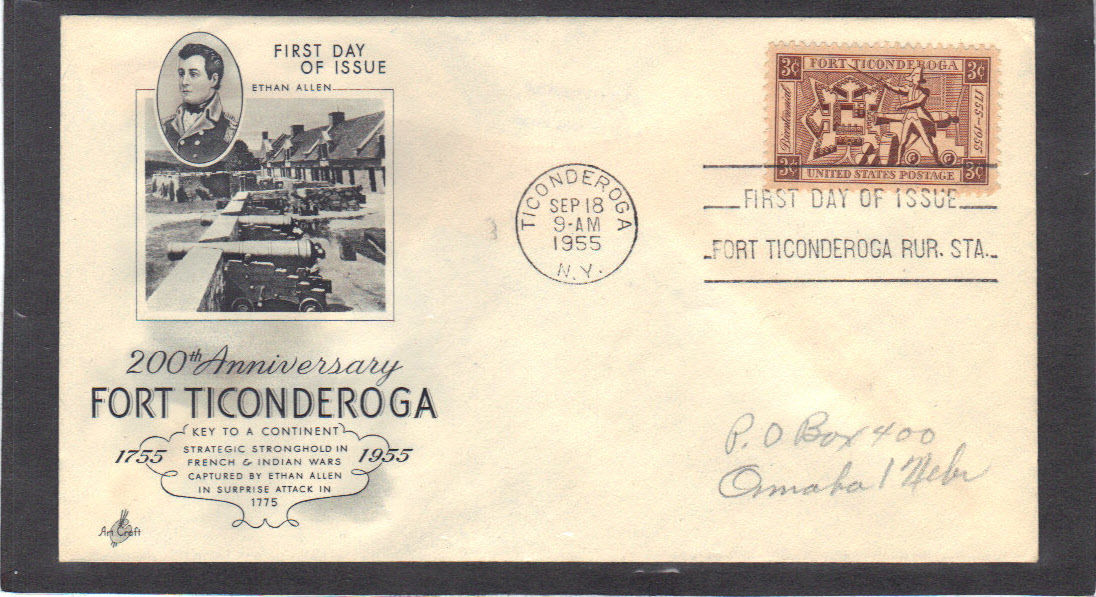 FIRST DAY
OF ISSUE
ETHAN ALLEN
200th Anniversary
FORT TICONDEROGA
KEY TO A CONTINENT
1755 STRATEGIC STRONGHOLD IN 1955
FRENCH & INDIAN WARS
CAPTURED BY ETHAN ALLEN
IN SURPRISE ATTACK IN
1775
Art Craft
TICONDEROGA
SEP 18
9-AM
1955
N.Y.
3¢ FORT TICONDEROGA 3¢
Bicentennial
1755-1955
3¢ UNITED STATES POSTAGE 3¢
FIRST DAY OF ISSUE
FORT TICONDEROGA RUR. STA.
P.O Box 400
Omaha 1 Nebr